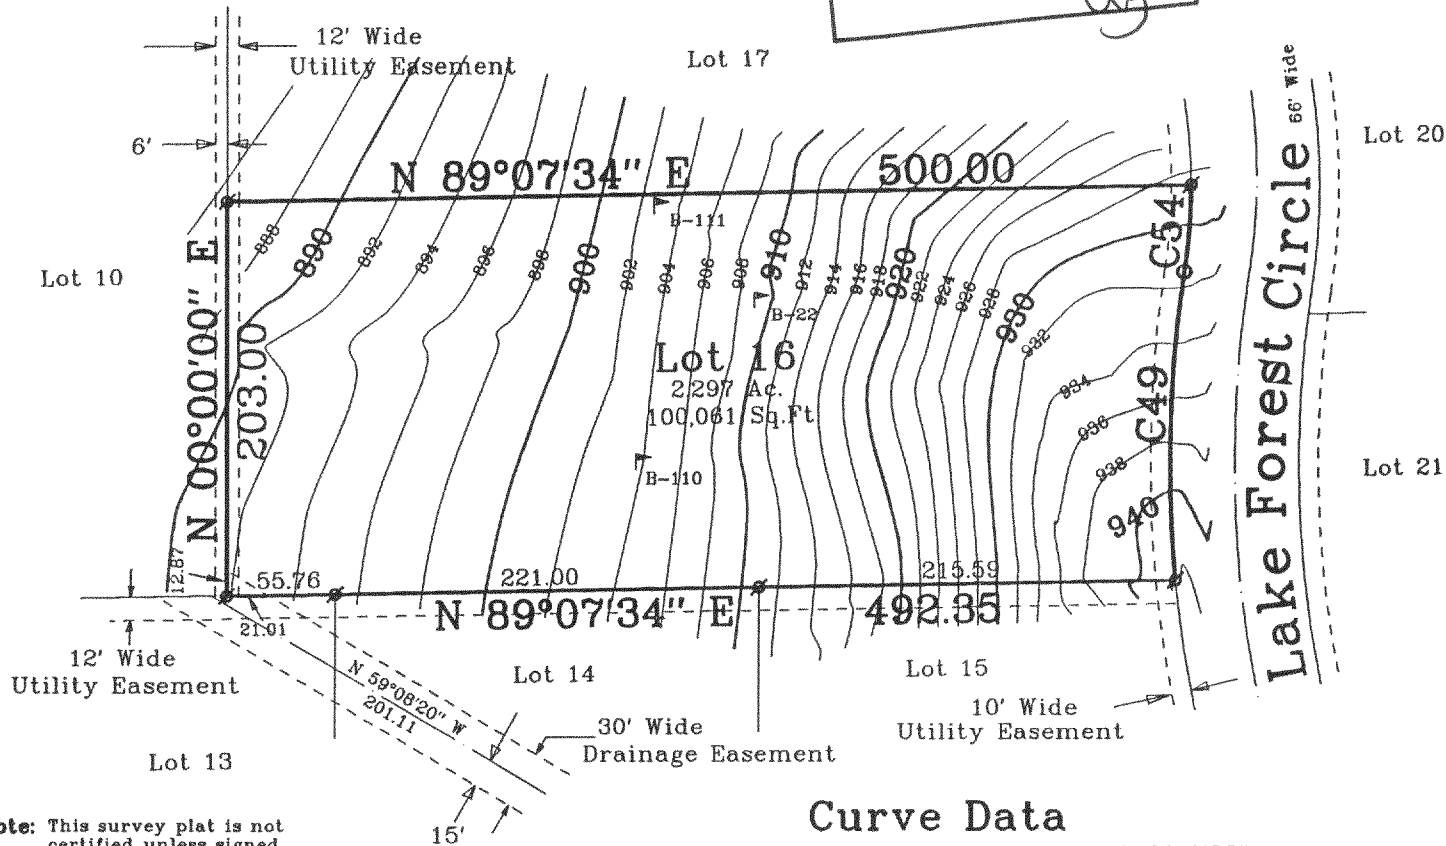 12' Wide
Utility Easement
Lot 17
66' Wide
Lot 20
6'
N 89°07'34" E 500.00
B-111
C54
Lot 10
888
890
892
894
896
898
900
902
904
906
908
910
912
914
916
918
920
922
924
926
928
930
932
934
936
938
940
B-22
N 00°00'00" E
203.00
Lot 16
2.297 Ac.
100,061 Sq.Ft
C49
Lake Forest Circle
B-110
Lot 21
12.87
55.76
221.00
215.59
N 89°07'34" E 492.35
21.01
12' Wide
Utility Easement
N 59°08'20" W
201.11
Lot 14
Lot 15
10' Wide
Utility Easement
30' Wide
Drainage Easement
Lot 13
15'
Curve Data
Note: This survey plat is not
certified unless signed